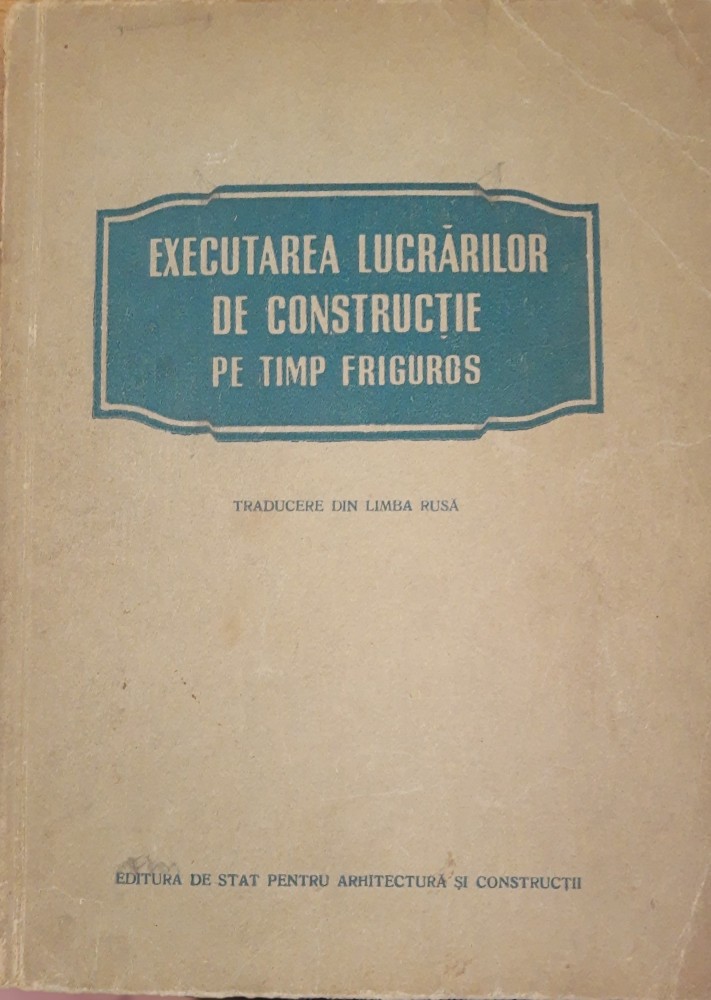 EXECUTAREA LUCRĂRILOR
DE CONSTRUCȚIE
PE TIMP FRIGUROS
TRADUCERE DIN LIMBA RUSĂ
EDITURA DE STAT PENTRU ARHITECTURĂ ȘI CONSTRUCȚII